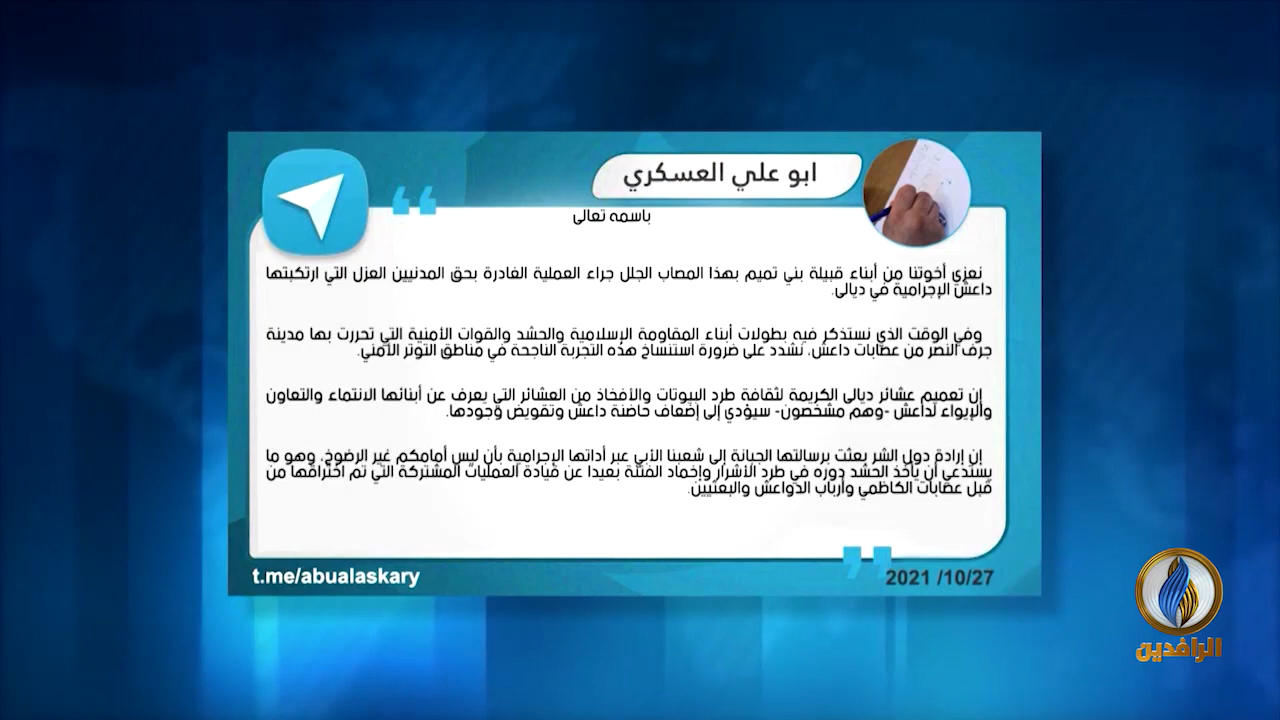 ابو علي العسكري
باسمه تعالى
نعزي أخوتنا من أبناء قبيلة بني تميم بهذا المصاب الجلل جراء العملية الغادرة بحق المدنيين العزل التي ارتكبتها
داعش الإجرامية في ديالى.
وفي الوقت الذي نستذكر فيه بطولات أبناء المقاومة الإسلامية والحشد والقوات الأمنية التي تحررت بها مدينة
جرف النصر من عصابات داعش، نشدد على ضرورة استنساخ هذه التجربة الناجحة في مناطق التوتر الأمني.
إن تعميم عشائر ديالى الكريمة لثقافة طرد البيوتات والأفخاذ من العشائر التي يعرف عن أبنائها الانتماء والتعاون
والإيواء لداعش -وهم مشخصون- سيؤدي إلى إضعاف حاضنة داعش وتقويض وجودها.
إن إرادة دول الشر بعثت برسالتها الجبانة إلى شعبنا الأبي عبر أداتها الإجرامية بأن ليس أمامكم غير الرضوخ، وهو ما
يستدعي أن يأخذ الحشد دوره في طرد الأشرار وإخماد الفتنة بعيدا عن قيادة العمليات المشتركة التي تم اختراقها من
قبل عصابات الكاظمي وأرباب الدواعش والبعثيين.
t.me/abualaskary
2021 /10/27
الرافدين